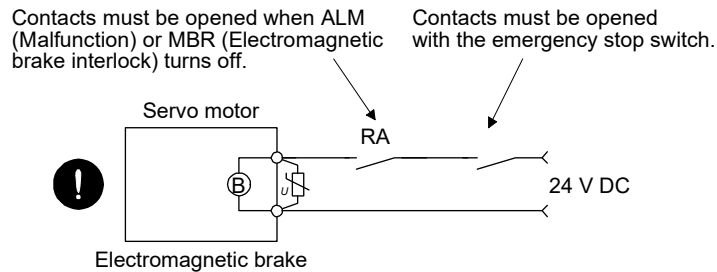 Contacts must be opened when ALM
(Malfunction) or MBR (Electromagnetic
brake interlock) turns off.
Contacts must be opened
with the emergency stop switch.
Servo motor
RA
B
U
24 V DC
Electromagnetic brake